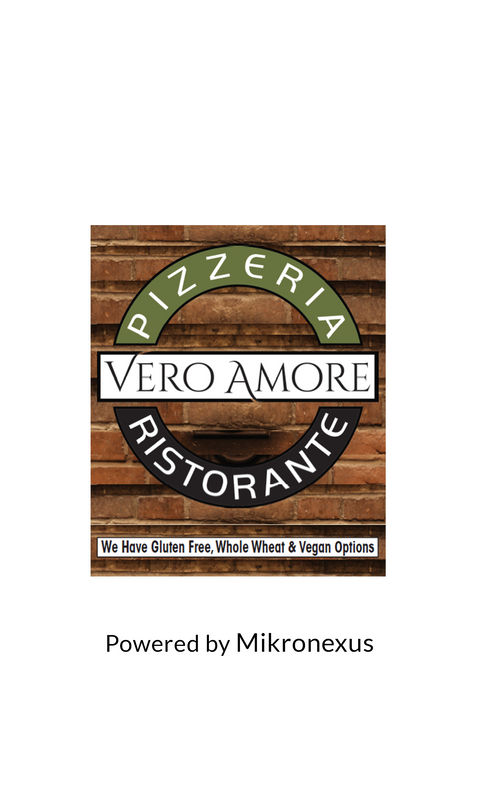 PIZZERIA
VERO AMORE
RISTORANTE
We Have Gluten Free, Whole Wheat & Vegan Options
Powered by Mikronexus